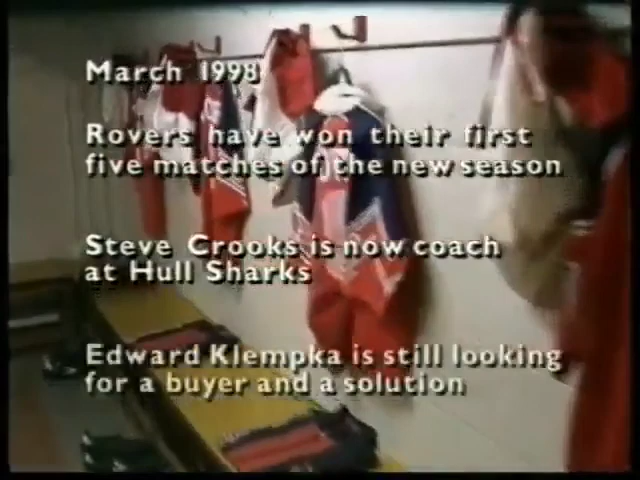 March 1998
Rovers have won their first
five matches of the new season
Steve Crooks is now coach
at Hull Sharks
Edward Klempka is still looking
for a buyer and a solution